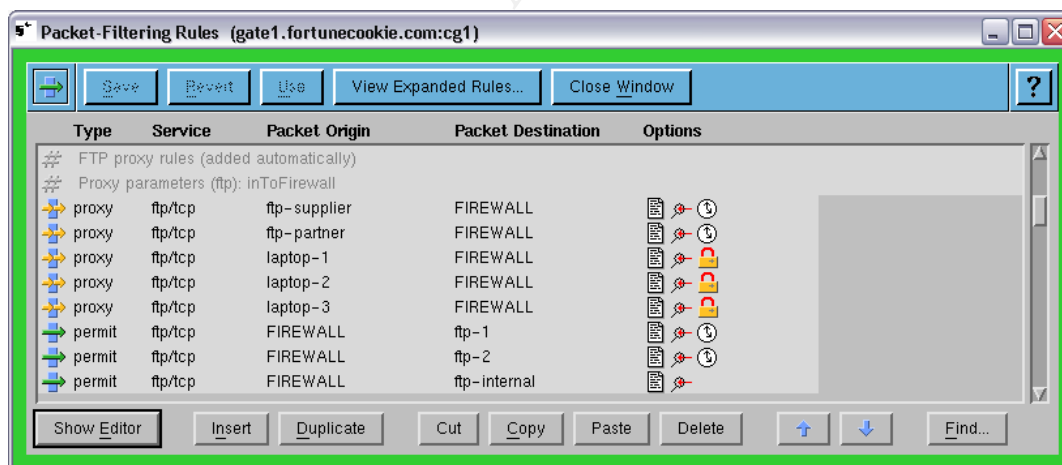 Packet-Filtering Rules (gate1.fortunecookie.com:cg1)
Save Revert Use View Expanded Rules... Close Window ?
Type Service Packet Origin Packet Destination Options
# FTP proxy rules (added automatically)
# Proxy parameters (ftp): inToFirewall
proxy ftp/tcp ftp-supplier FIREWALL
proxy ftp/tcp ftp-partner FIREWALL
proxy ftp/tcp laptop-1 FIREWALL
proxy ftp/tcp laptop-2 FIREWALL
proxy ftp/tcp laptop-3 FIREWALL
permit ftp/tcp FIREWALL ftp-1
permit ftp/tcp FIREWALL ftp-2
permit ftp/tcp FIREWALL ftp-internal
Show Editor Insert Duplicate Cut Copy Paste Delete Find...